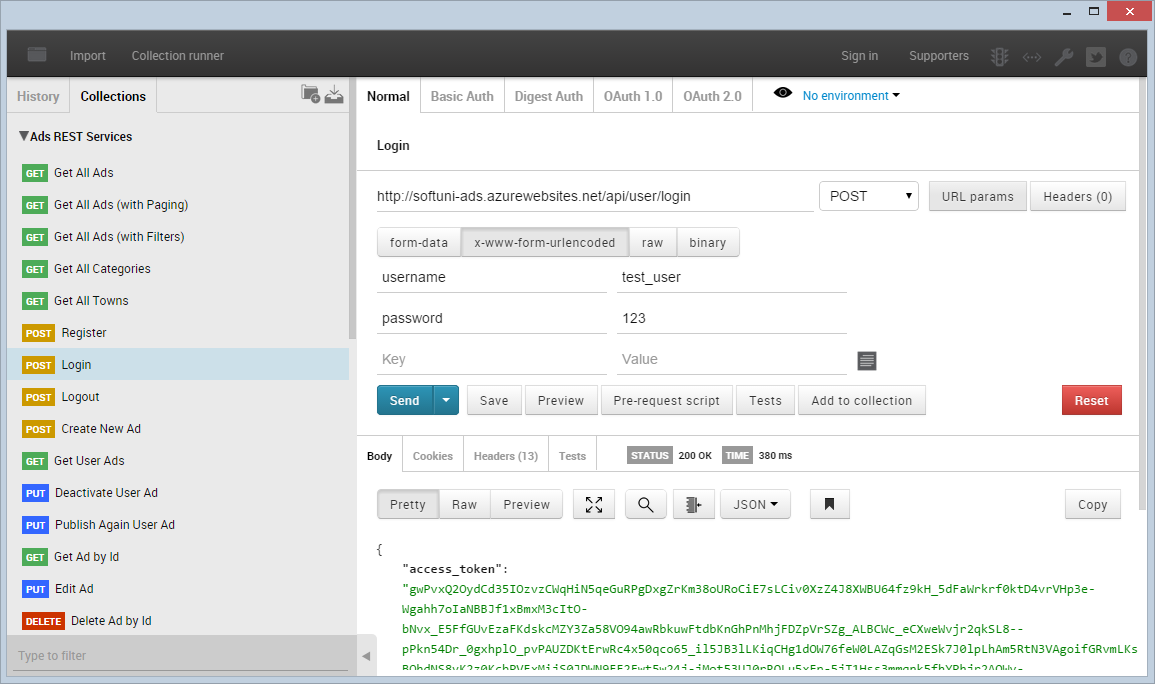 Import Collection runner Sign in Supporters
History Collections
Normal Basic Auth Digest Auth OAuth 1.0 OAuth 2.0 No environment
Ads REST Services
GET Get All Ads
GET Get All Ads (with Paging)
GET Get All Ads (with Filters)
GET Get All Categories
GET Get All Towns
POST Register
POST Login
POST Logout
POST Create New Ad
GET Get User Ads
PUT Deactivate User Ad
PUT Publish Again User Ad
GET Get Ad by Id
PUT Edit Ad
DELETE Delete Ad by Id
Type to filter
Login
http://softuni-ads.azurewebsites.net/api/user/login POST URL params Headers (0)
form-data x-www-form-urlencoded raw binary
username test_user
password 123
Key Value
Send Save Preview Pre-request script Tests Add to collection Reset
Body Cookies Headers (13) Tests STATUS 200 OK TIME 380 ms
Pretty Raw Preview JSON Copy
{
"access_token":
"gwPvxQ2OydCd35IOzvzCWqHiN5qeGuRPgDxgZrKm38oURoCiE7sLCiv0XzZ4J8XWBU64fz9kH_5dFaWrkrf0ktD4vrVHp3e-
Wgahh7oIaNBBJf1xBmxM3cItO-
bNvx_E5FfGUvEzaFKdskcMZY3Za58VO94awRbkuwFtdbKnGhPnMhjFDZpVrSZg_ALBCWc_eCXweWvjr2qkSL8--
pPkn54Dr_0gxhplO_pvPAUZDKtErwRc4x50qco65_il5JB3lLKiqCHg1dOW76feW0LAZqGsM2ESk7J0lpLhAm5RtN3VAgoifGRvmLKs